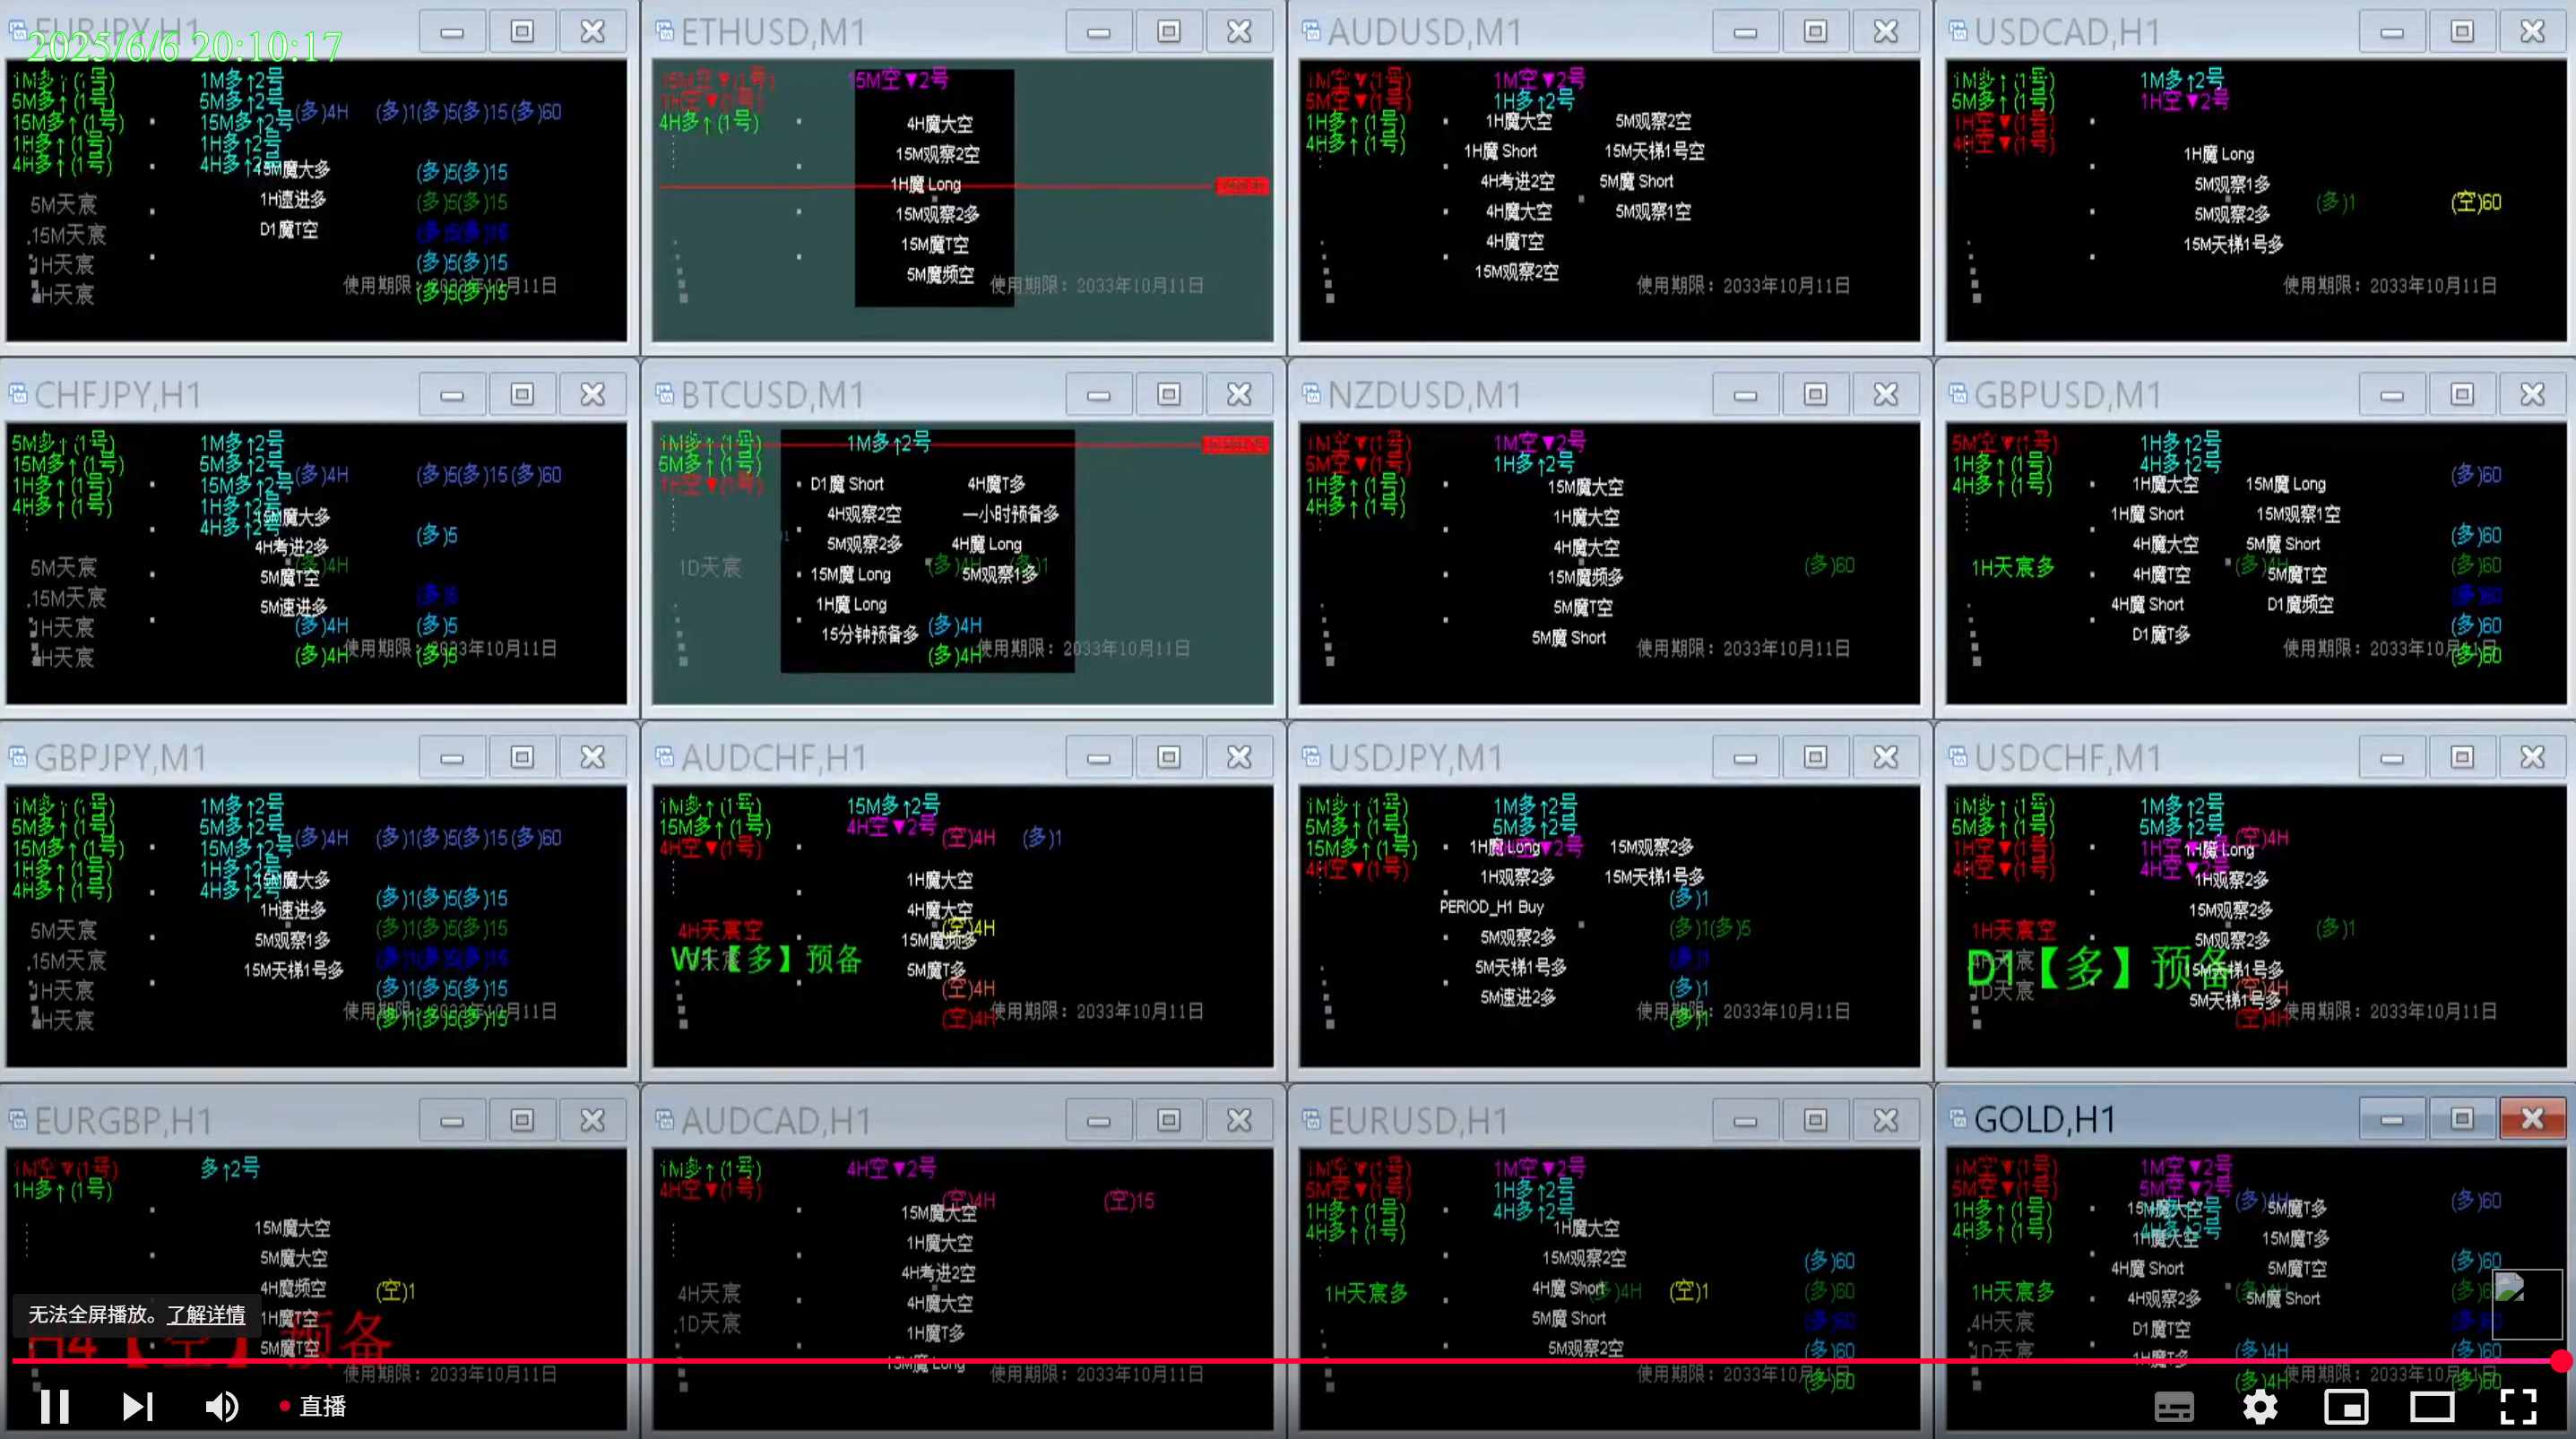 EURJPY,H1
2025/6/6 20:10:17
1M多↑(1号) 1M多↑2号
5M多↑(1号) 5M多↑2号
(多)4H (多)1(多)5(多)15(多)60
15M多↑(1号) 15M多↑2号
1H多↑(1号) 1H多↑2号
4H多↑(1号) 4H多↑2号
15M魔大多 (多)5(多)15
5M天宸 1H速进多 (多)5(多)15
.15M天宸 D1魔T空 (多)5(多)15
1H天宸 (多)5(多)15
4H天宸 使用期限: (多)5(多)15月11日
ETHUSD,M1
15M空▼(1号) 15M空▼2号
1H空▼(1号)
4H多↑(1号) 4H魔大空
15M观察2空
1H魔 Long
15M观察2多
15M魔T空
5M魔频空
使用期限: 2033年10月11日
AUDUSD,M1
1M空▼(1号) 1M空▼2号
5M空▼(1号) 1H多↑2号
1H多↑(1号) 1H魔大空 5M观察2空
4H多↑(1号) 1H魔 Short 15M天梯1号空
4H考进2空 5M魔 Short
4H魔大空 5M观察1空
4H魔T空
15M观察2空
使用期限: 2033年10月11日
USDCAD,H1
1M多↑(1号) 1M多↑2号
5M多↑(1号) 1H空▼2号
1H空▼(1号)
4H空▼(1号)
1H魔 Long
5M观察1多
5M观察2多 (多)1 (空)60
15M天梯1号多
使用期限: 2033年10月11日
CHFJPY,H1
5M多↑(1号) 1M多↑2号
15M多↑(1号) 5M多↑2号
(多)4H (多)5(多)15(多)60
1H多↑(1号) 15M多↑2号
4H多↑(1号) 1H多↑2号
15M魔大多
4H多↑2号 (多)5
4H考进2多
5M天宸 (多)4H
5M魔T空
.15M天宸 5M速进多 (多)5
1H天宸 (多)4H (多)5
4H天宸 (多)4H 使用期限: (多)5 2033年10月11日
BTCUSD,M1
1M多↑(1号) 1M多↑2号
5M多↑(1号)
1H空▼(1号) D1魔 Short 4H魔T多
4H观察2空 一小时预备多
5M观察2多 4H魔 Long
1D天宸 (多)4H (多)1
15M魔 Long 5M观察1多
1H魔 Long
15分钟预备多 (多)4H
(多)4H 使用期限: 2033年10月11日
NZDUSD,M1
1M空▼(1号) 1M空▼2号
5M空▼(1号) 1H多↑2号
1H多↑(1号) 15M魔大空
4H多↑(1号) 1H魔大空
4H魔大空
15M魔频多 (多)60
5M魔T空
5M魔 Short
使用期限: 2033年10月11日
GBPUSD,M1
5M空▼(1号) 1H多↑2号
1H多↑(1号) 4H多↑2号 (多)60
4H多↑(1号) 1H魔大空 15M魔 Long
1H魔 Short 15M观察1空
4H魔大空 5M魔 Short (多)60
1H天宸多 (多)4H (多)60
4H魔T空 5M魔T空
4H魔 Short D1魔频空 (多)60
D1魔T多 (多)60
使用期限: 2033年10月11日 (多)60
GBPJPY,M1
1M多↑(1号) 1M多↑2号
5M多↑(1号) 5M多↑2号
(多)4H (多)1(多)5(多)15(多)60
15M多↑(1号) 15M多↑2号
1H多↑(1号) 1H多↑2号
4H多↑(1号) 4H多↑2号
15M魔大多 (多)1(多)5(多)15
1H速进多
5M天宸 5M观察1多 (多)1(多)5(多)15
.15M天宸 15M天梯1号多 (多)1(多)5(多)15
1H天宸 (多)1(多)5(多)15
4H天宸 使用期限: (多)1(多)5(多)15 月11日
AUDCHF,H1
1M多↑(1号) 15M多↑2号
15M多↑(1号) 4H空▼2号 (空)4H (多)1
4H空▼(1号)
1H魔大空
4H魔大空
4H天宸空 (空)4H
15M魔频多
W1【多】预备
5M魔T多
(空)4H
(空)4H 使用期限: 2033年10月11日
USDJPY,M1
1M多↑(1号) 1M多↑2号
5M多↑(1号) 5M多↑2号
15M多↑(1号) 1H魔 Long 15M观察2多
4H空▼(1号) 1H观察2多 15M天梯1号多
PERIOD_H1 Buy (多)1
5M观察2多 (多)1(多)5
5M天梯1号多 (多)1
5M速进2多 (多)1
使用期限: (多)1 2033年10月11日
USDCHF,M1
1M多↑(1号) 1M多↑2号
5M多↑(1号) 5M多↑2号 (空)4H
1H空▼(1号) 1H空▼2号
1H魔 Long
4H空▼(1号) 4H空▼2号
1H观察2多
15M观察2多
1H天宸空 5M观察2多 (多)1
4H天宸
D1【多】预备
15M天梯1号多
1D天宸 (空)4H
5M天梯1号多
(空)4H 使用期限: 2033年10月11日
EURGBP,H1
1M空▼(1号) 多↑2号
1H多↑(1号)
15M魔大空
5M魔大空
4H魔频空 (空)1
1H魔T空
H4【空】预备
5M魔T空
使用期限: 2033年10月11日
AUDCAD,H1
1M多↑(1号) 4H空▼2号
4H空▼(1号) (空)4H (空)15
15M魔大空
1H魔大空
4H考进2空
4H天宸 4H魔大空
.1D天宸 1H魔T多
15M魔 Long
使用期限: 2033年10月11日
EURUSD,H1
1M空▼(1号) 1M空▼2号
5M空▼(1号) 1H多↑2号
1H多↑(1号) 4H多↑2号
4H多↑(1号) 1H魔大空
15M观察2空 (多)60
1H天宸多 4H魔 Short (多)4H (空)1 (多)60
5M魔 Short (多)60
5M观察2空 (多)60
使用期限: 2033年10月11日 (多)60
GOLD,H1
1M空▼(1号) 1M空▼2号
5M空▼(1号) 5M空▼2号
(多)4H (多)60
1H多↑(1号) 15M魔大空 5M魔T多
4H多↑(1号) 4H多↑2号
1H魔大空 15M魔T多
4H魔 Short 5M魔T空 (多)60
1H天宸多
4H观察2多 5M魔 Short
.4H天宸 D1魔T空
1D天宸 1H魔T多 (多)4H (多)60
(多)4H 使用期限: 2033年10月11日 (多)60
无法全屏播放。了解详情
直播